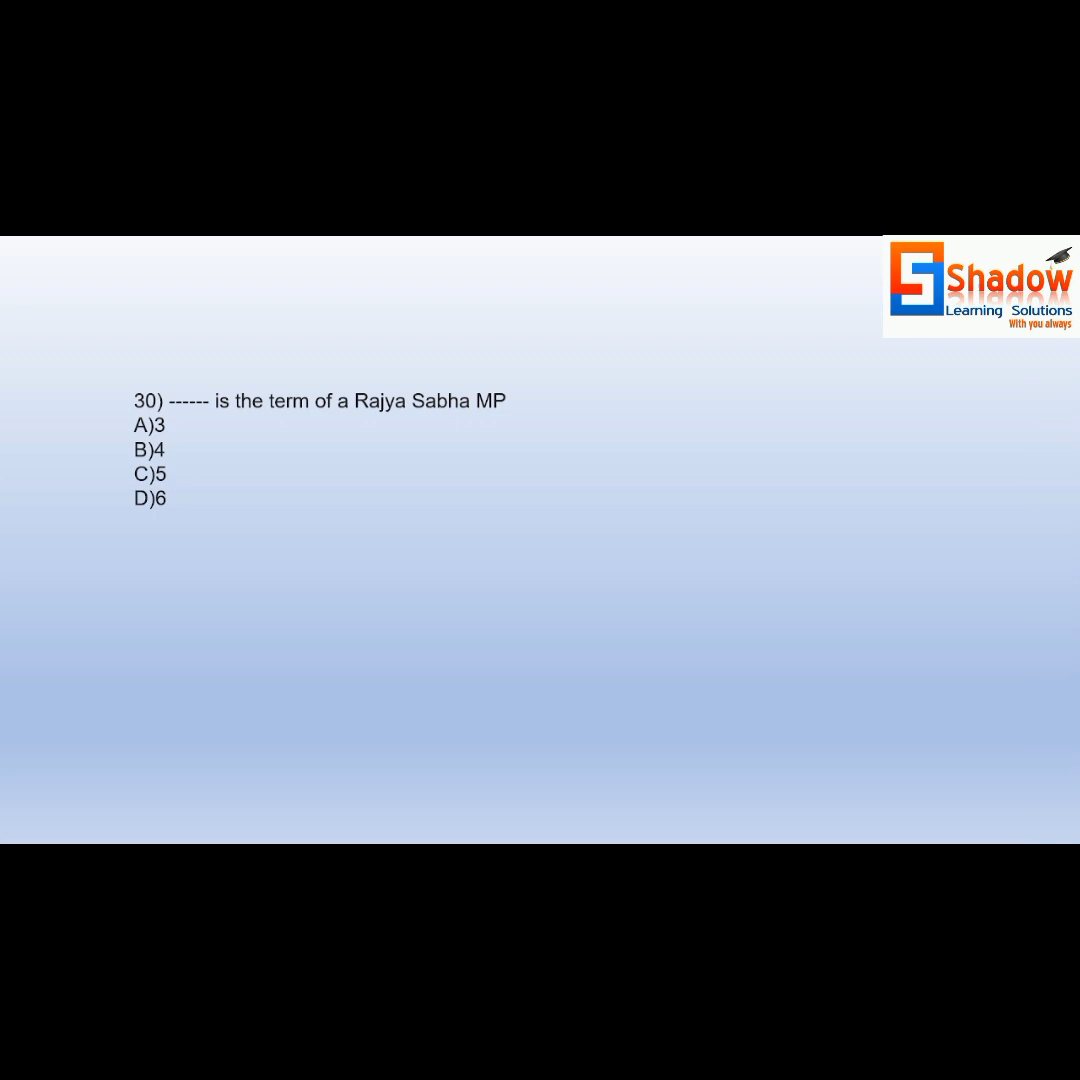 Shadow
Learning Solutions
With you always
30) ------ is the term of a Rajya Sabha MP
A)3
B)4
C)5
D)6